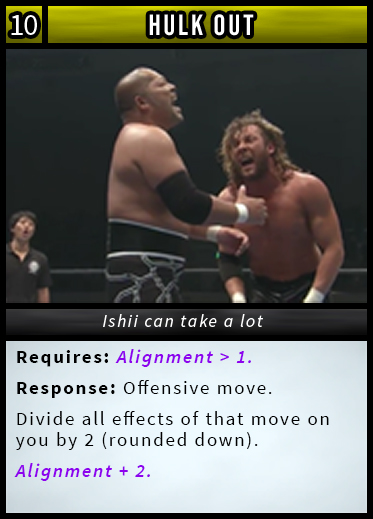 10 HULK OUT
Ishii can take a lot
Requires: Alignment > 1.
Response: Offensive move.
Divide all effects of that move on
you by 2 (rounded down).
Alignment + 2.